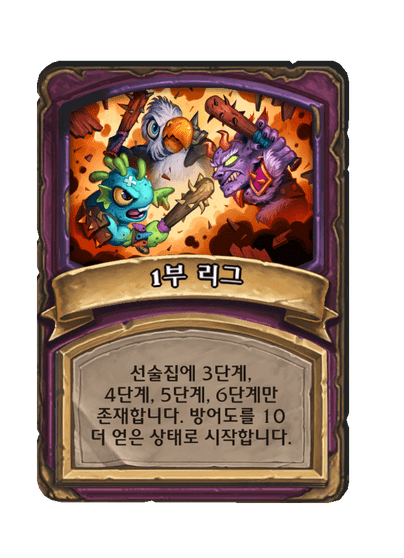 1부 리그
선술집에 3단계,
4단계, 5단계, 6단계만
존재합니다. 방어도를 10
더 얻은 상태로 시작합니다.